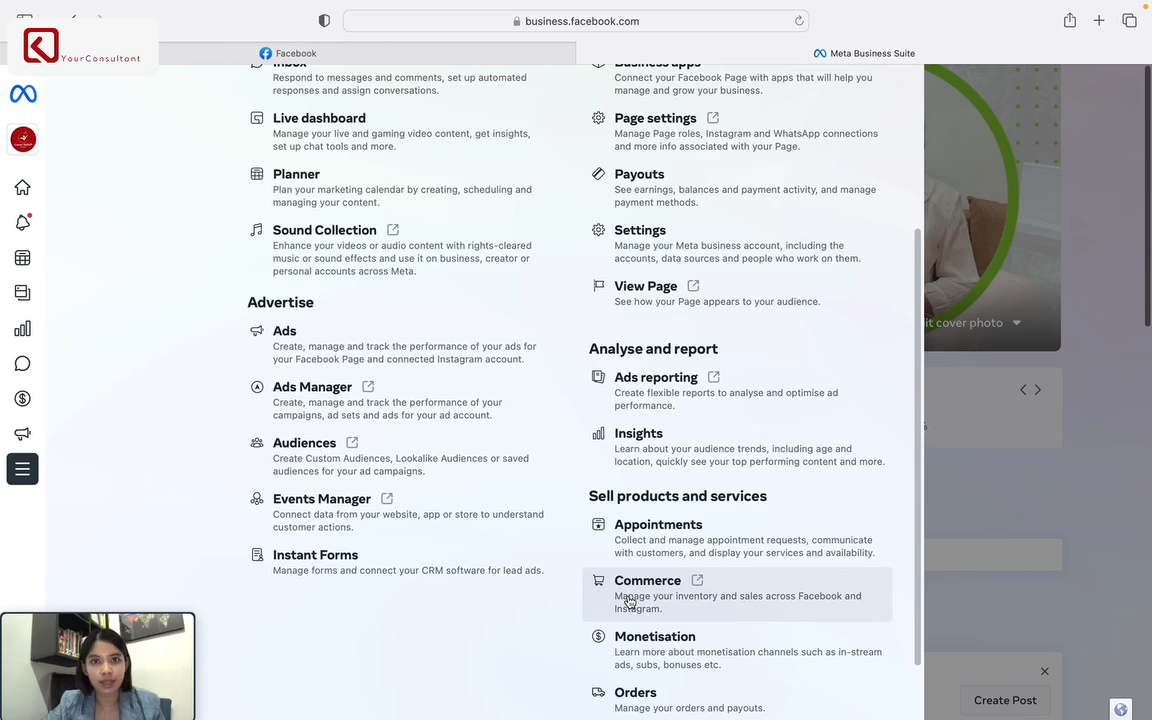 business.facebook.com
YourConsultant
Facebook
Meta Business Suite
Inbox
Respond to messages and comments, set up automated
responses and assign conversations.
Live dashboard
Manage your live and gaming video content, get insights,
set up chat tools and more.
Planner
Plan your marketing calendar by creating, scheduling and
managing your content.
Sound Collection
Enhance your videos or audio content with rights-cleared
music or sound effects and use it on business, creator or
personal accounts across Meta.
Advertise
Ads
Create, manage and track the performance of your ads for
your Facebook Page and connected Instagram account.
Ads Manager
Create, manage and track the performance of your
campaigns, ad sets and ads for your ad account.
Audiences
Create Custom Audiences, Lookalike Audiences or saved
audiences for your ad campaigns.
Events Manager
Connect data from your website, app or store to understand
customer actions.
Instant Forms
Manage forms and connect your CRM software for lead ads.
Business apps
Connect your Facebook Page with apps that will help you
manage and grow your business.
Page settings
Manage Page roles, Instagram and WhatsApp connections
and more info associated with your Page.
Payouts
See earnings, balances and payment activity, and manage
payment methods.
Settings
Manage your Meta business account, including the
accounts, data sources and people who work on them.
View Page
See how your Page appears to your audience.
Analyse and report
Ads reporting
Create flexible reports to analyse and optimise ad
performance.
Insights
Learn about your audience trends, including age and
location, quickly see your top performing content and more.
Sell products and services
Appointments
Collect and manage appointment requests, communicate
with customers, and display your services and availability.
Commerce
Manage your inventory and sales across Facebook and
Instagram.
Monetisation
Learn more about monetisation channels such as in-stream
ads, subs, bonuses etc.
Orders
Manage your orders and payouts.
it cover photo
%
Create Post